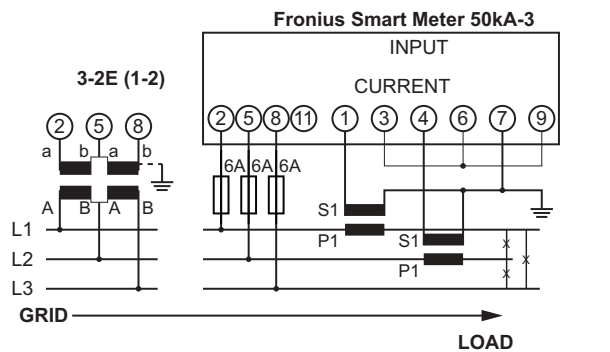 Fronius Smart Meter 50kA-3
INPUT
3-2E (1-2)
CURRENT
2 5 8
2 5 8 11 1 3 4 6 7 9
a b a b
6A 6A 6A
A B A B
S1
L1
P1
S1
x
L2
x
P1
x
L3
GRID
LOAD